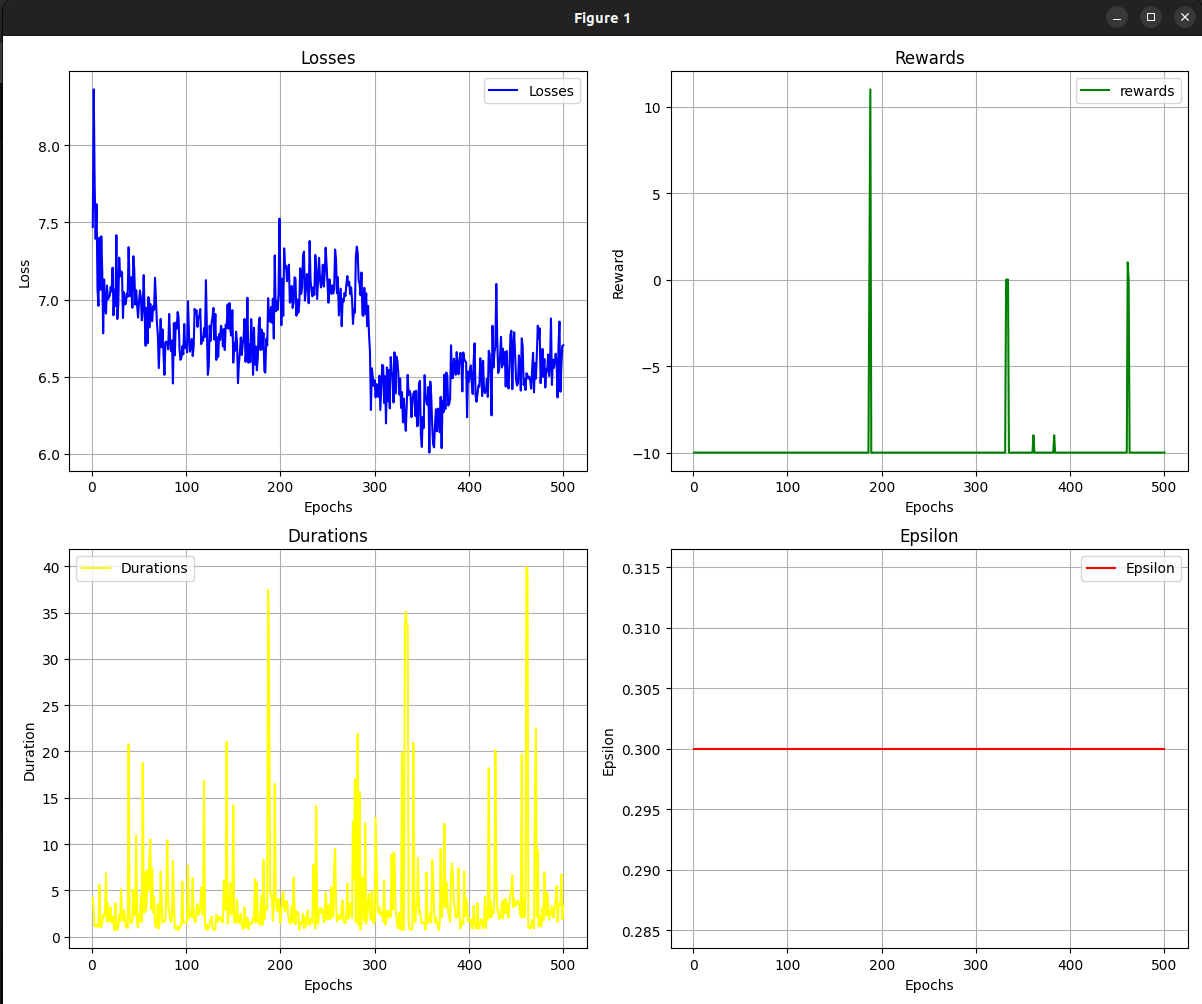 Figure 1
Losses
Losses
8.0
7.5
7.0
6.5
6.0
Loss
0 100 200 300 400 500
Epochs
Rewards
rewards
10
5
0
−5
−10
Reward
0 100 200 300 400 500
Epochs
Durations
Durations
40
35
30
25
20
15
10
5
0
Duration
0 100 200 300 400 500
Epochs
Epsilon
Epsilon
0.315
0.310
0.305
0.300
0.295
0.290
0.285
Epsilon
0 100 200 300 400 500
Epochs